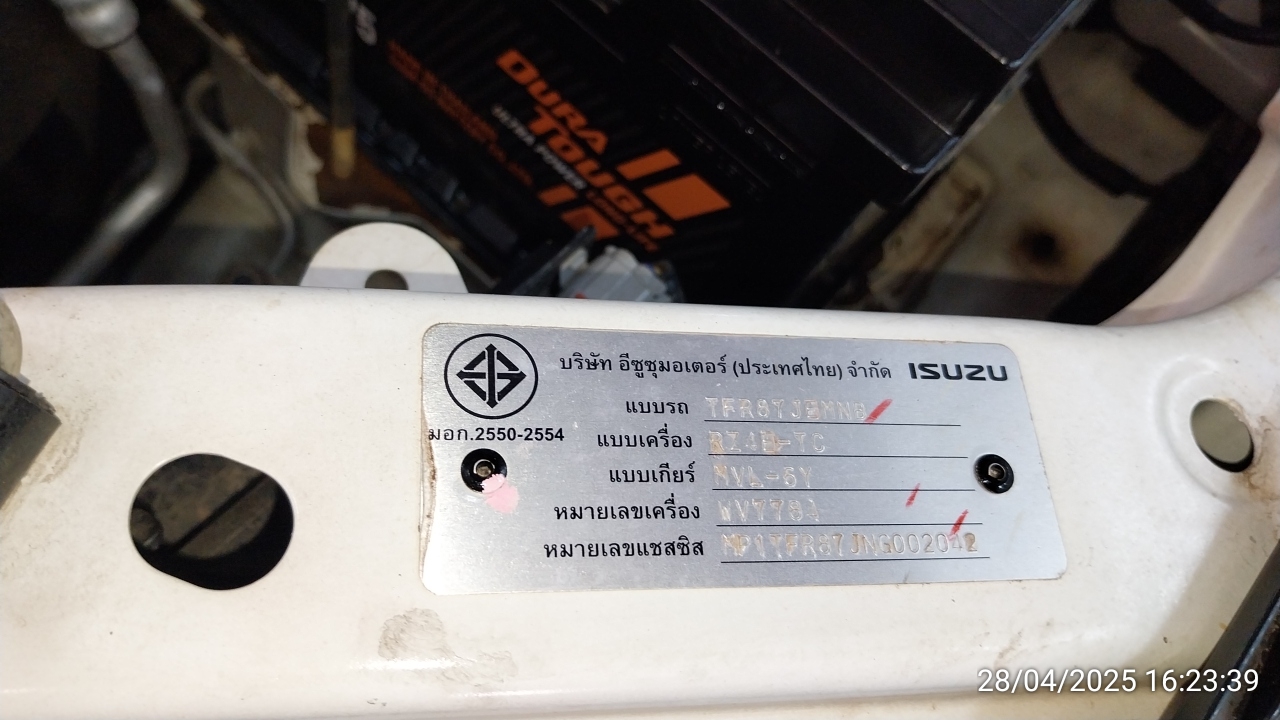 DURA
TOUGH
ULTRA POWER
บริษัท อีซูซุมอเตอร์ (ประเทศไทย) จำกัด ISUZU
มอก.2550-2554
แบบรถ
แบบเครื่อง RZ4E-TC
แบบเกียร์ MVL-6Y
หมายเลขเครื่อง
หมายเลขแชสซิส MP1TFR87JNG002042
28/04/2025 16:23:39